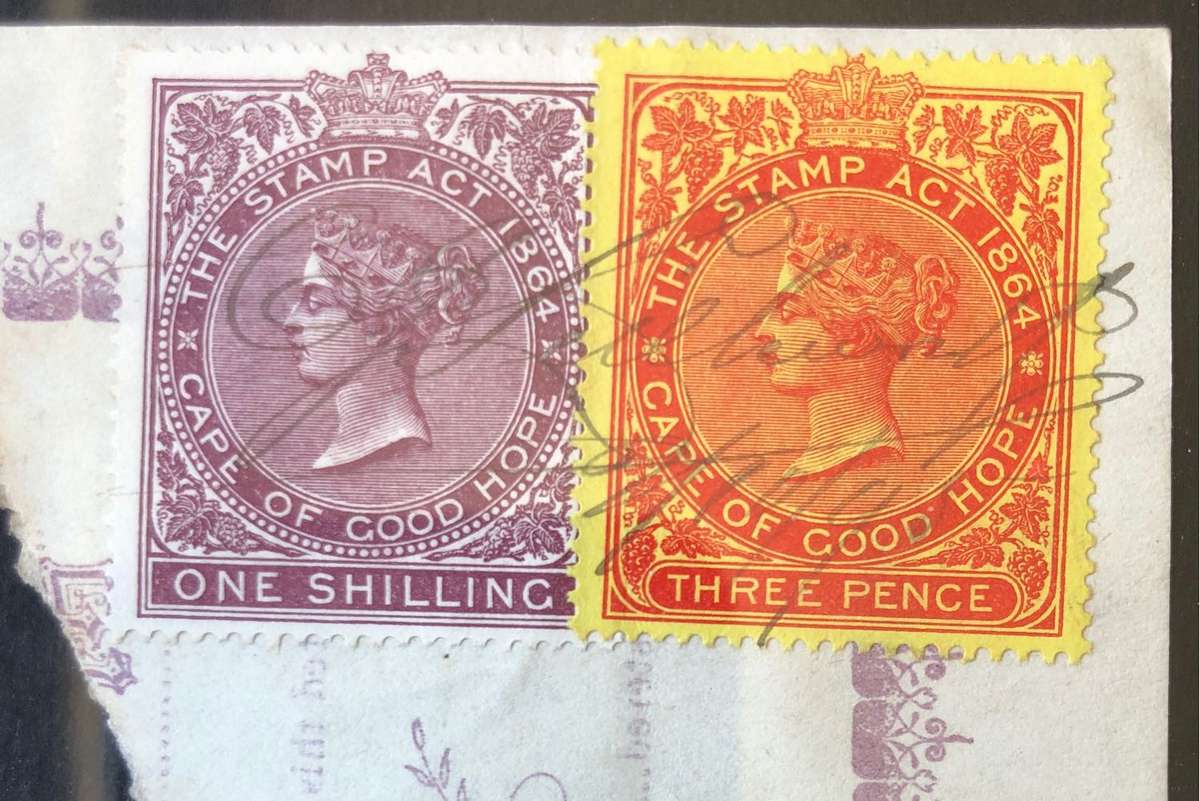 THE STAMP ACT 1864
CAPE OF GOOD HOPE
ONE SHILLING
THE STAMP ACT 1864
CAPE OF GOOD HOPE
THREE PENCE